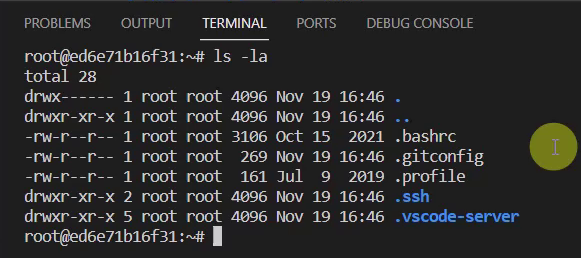 PROBLEMS OUTPUT TERMINAL PORTS DEBUG CONSOLE
root@ed6e71b16f31:~# ls -la
total 28
drwx------ 1 root root 4096 Nov 19 16:46 .
drwxr-xr-x 1 root root 4096 Nov 19 16:46 ..
-rw-r--r-- 1 root root 3106 Oct 15  2021 .bashrc
-rw-r--r-- 1 root root  269 Nov 19 16:46 .gitconfig
-rw-r--r-- 1 root root  161 Jul  9  2019 .profile
drwxr-xr-x 2 root root 4096 Nov 19 16:46 .ssh
drwxr-xr-x 5 root root 4096 Nov 19 16:46 .vscode-server
root@ed6e71b16f31:~#